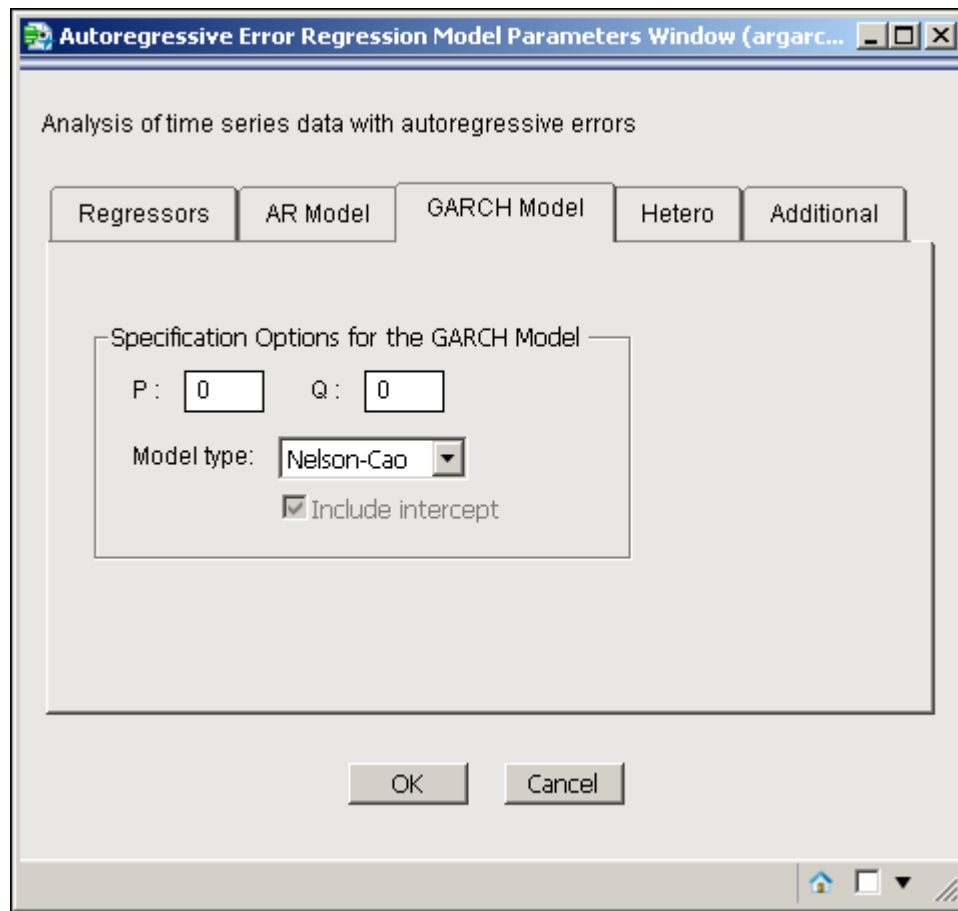 Autoregressive Error Regression Model Parameters Window (argarc...
Analysis of time series data with autoregressive errors
Regressors AR Model GARCH Model Hetero Additional
Specification Options for the GARCH Model
P : 0 Q : 0
Model type: Nelson-Cao
Include intercept
OK Cancel